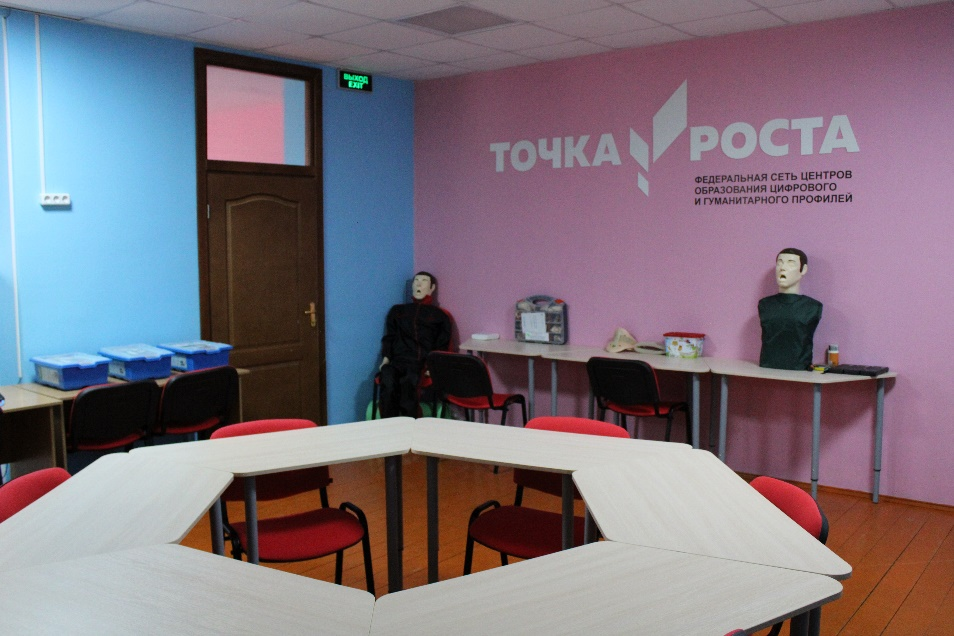 ВЫХОД
EXIT
ТОЧКА РОСТА
ФЕДЕРАЛЬНАЯ СЕТЬ ЦЕНТРОВ
ОБРАЗОВАНИЯ ЦИФРОВОГО
И ГУМАНИТАРНОГО ПРОФИЛЕЙ